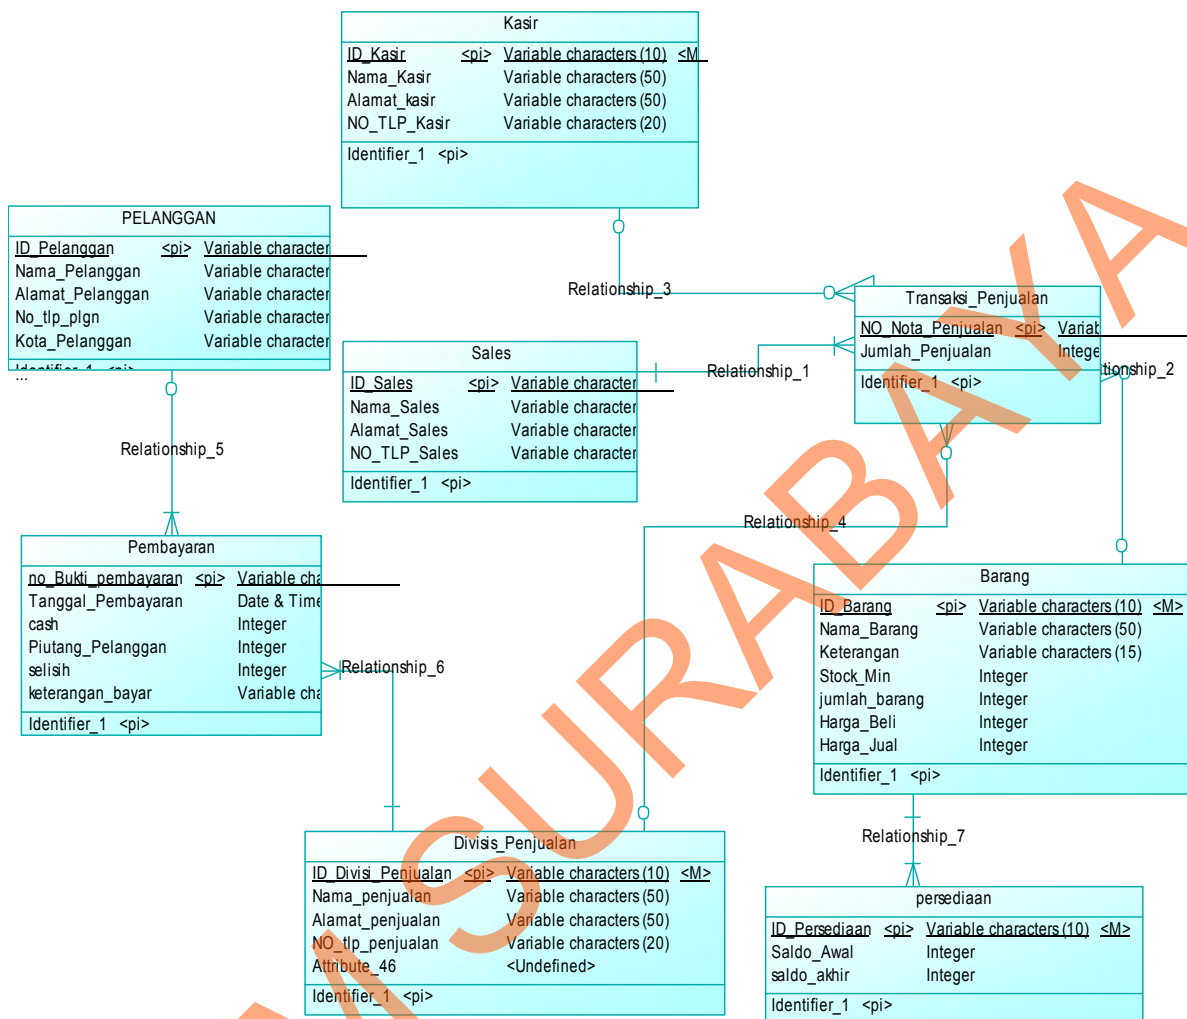 Kasir
ID_Kasir <pi> Variable characters (10) <M
Nama_Kasir Variable characters (50)
Alamat_kasir Variable characters (50)
NO_TLP_Kasir Variable characters (20)
Identifier_1 <pi>
PELANGGAN
ID_Pelanggan <pi> Variable character
Nama_Pelanggan Variable character
Alamat_Pelanggan Variable character
No_tlp_plgn Variable character
Kota_Pelanggan Variable character
Identifier_1 <pi>
...
Relationship_3
Transaksi_Penjualan
NO_Nota_Penjualan <pi> Variab
Jumlah_Penjualan Intege
Identifier_1 <pi>
Sales
ID_Sales <pi> Variable character
Nama_Sales Variable character
Alamat_Sales Variable character
NO_TLP_Sales Variable character
Identifier_1 <pi>
Relationship_1
tionship_2
Relationship_5
Relationship_4
Pembayaran
no_Bukti_pembayaran <pi> Variable cha
Tanggal_Pembayaran Date & Time
cash Integer
Piutang_Pelanggan Integer
selisih Integer
keterangan_bayar Variable cha
Identifier_1 <pi>
Relationship_6
Barang
ID_Barang <pi> Variable characters (10) <M>
Nama_Barang Variable characters (50)
Keterangan Variable characters (15)
Stock_Min Integer
jumlah_barang Integer
Harga_Beli Integer
Harga_Jual Integer
Identifier_1 <pi>
Relationship_7
Divisis_Penjualan
ID_Divisi_Penjualan <pi> Variable characters (10) <M>
Nama_penjualan Variable characters (50)
Alamat_penjualan Variable characters (50)
NO_tlp_penjualan Variable characters (20)
Attribute_46 <Undefined>
Identifier_1 <pi>
persediaan
ID_Persediaan <pi> Variable characters (10) <M>
Saldo_Awal Integer
saldo_akhir Integer
Identifier_1 <pi>
M SURABAYA